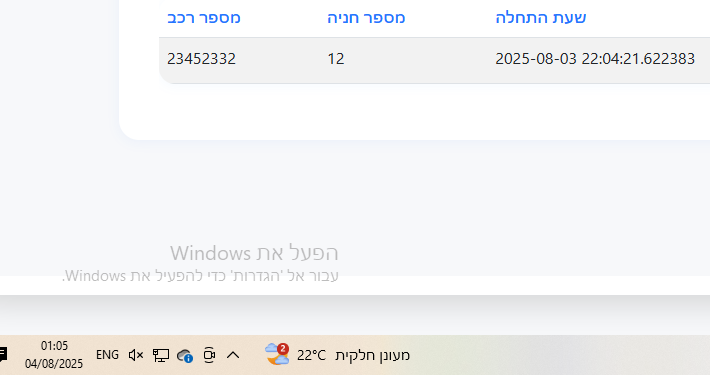 מספר רכב מספר חניה שעת התחלה
23452332 12 2025-08-03 22:04:21.622383
הפעל את Windows
עבור אל 'הגדרות' כדי להפעיל את Windows.
01:05
04/08/2025
ENG
2
22°C מעונן חלקית